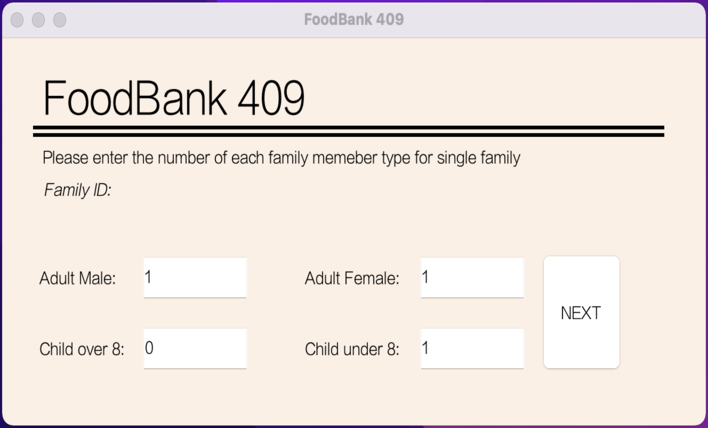 FoodBank 409
FoodBank 409
Please enter the number of each family memeber type for single family
Family ID:
Adult Male: 1 Adult Female: 1
NEXT
Child over 8: 0 Child under 8: 1